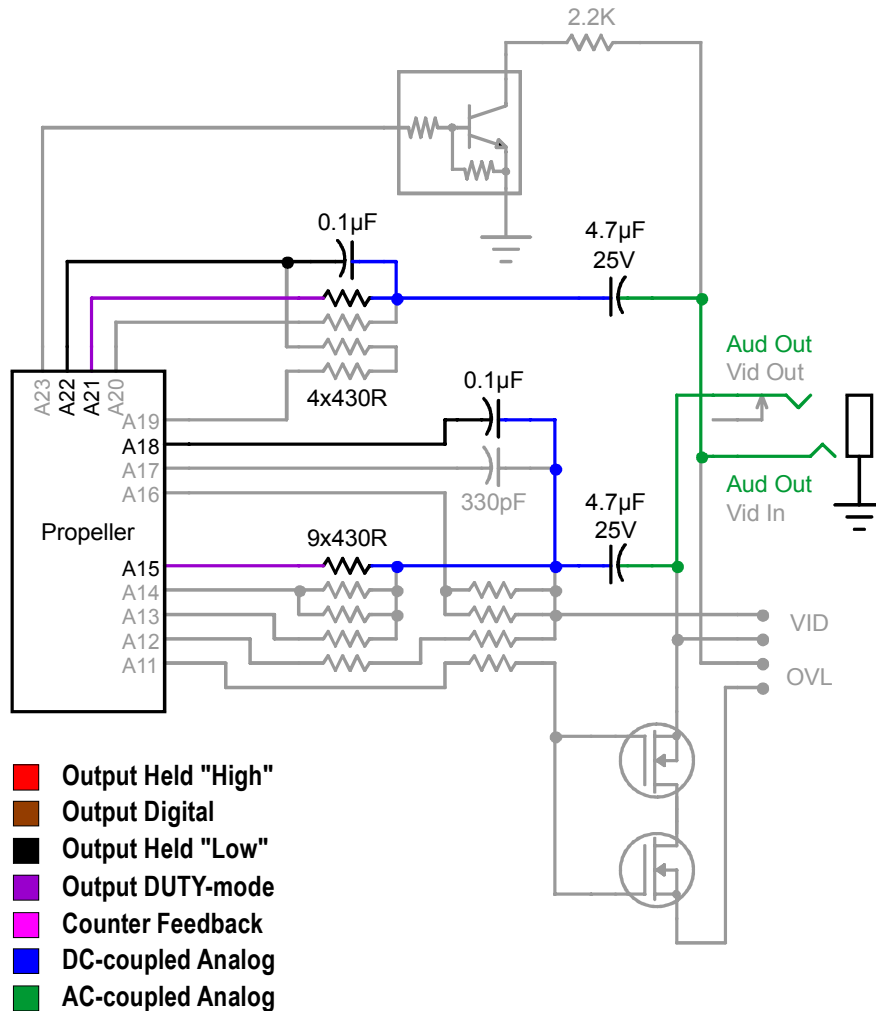 2.2K
0.1µF
4.7µF
25V
A23
A22
A21
A20
4x430R
Aud Out
Vid Out
A19
A18
A17
A16
0.1µF
330pF
Aud Out
Vid In
4.7µF
25V
Propeller
9x430R
A15
A14
A13
A12
A11
VID
OVL
Output Held "High"
Output Digital
Output Held "Low"
Output DUTY-mode
Counter Feedback
DC-coupled Analog
AC-coupled Analog